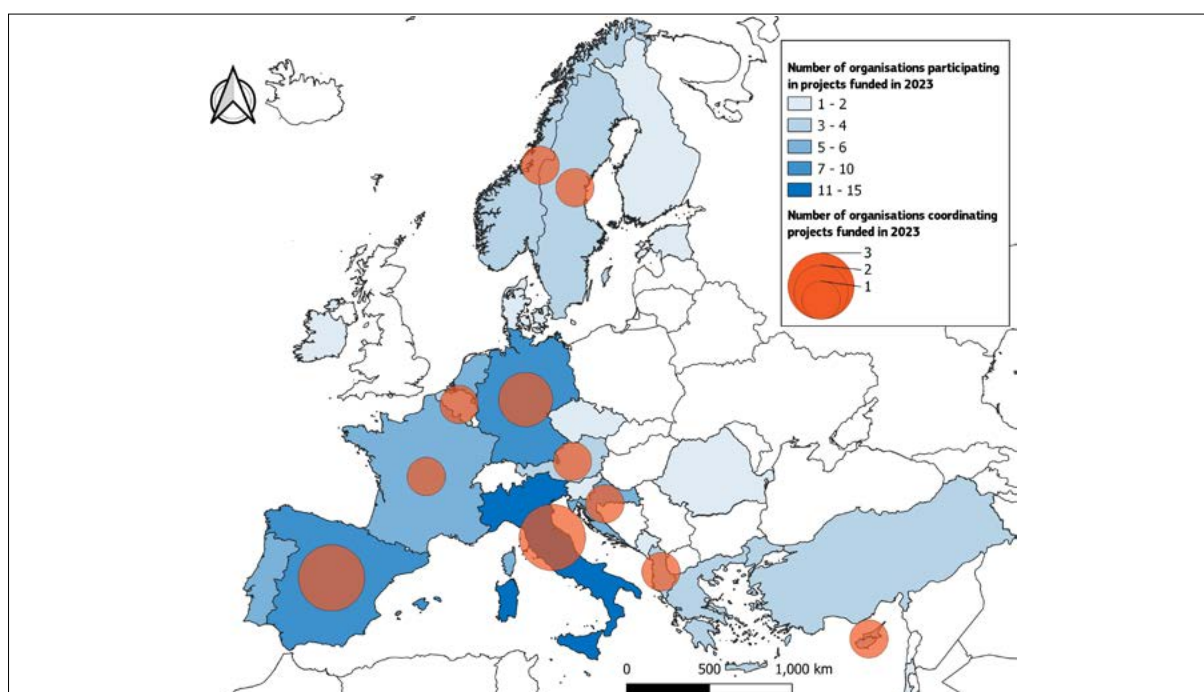 Number of organisations participating
in projects funded in 2023
1 - 2
3 - 4
5 - 6
7 - 10
11 - 15
Number of organisations coordinating
projects funded in 2023
3
2
1
0 500 1,000 km